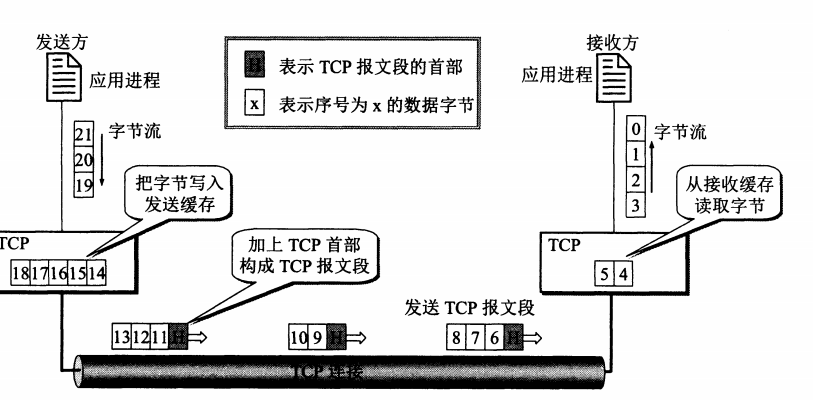 发送方
应用进程
H 表示 TCP 报文段的首部
x 表示序号为 x 的数据字节
接收方
应用进程
21
20
19
字节流
0
1
2
3
字节流
把字节写入
发送缓存
从接收缓存
读取字节
TCP
18 17 16 15 14
加上 TCP 首部
构成 TCP 报文段
TCP
5 4
发送 TCP 报文段
13 12 11 H
10 9 H
8 7 6 H
TCP 连接